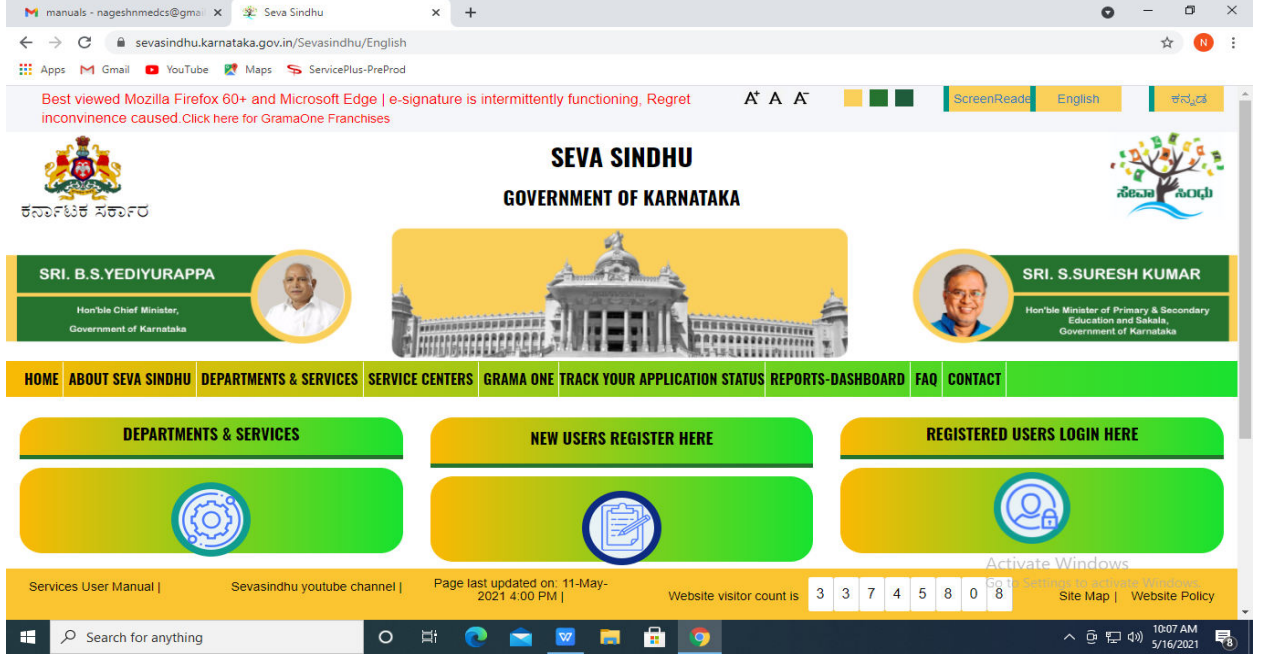 manuals - nageshnmedcs@gmai
Seva Sindhu
sevasindhu.karnataka.gov.in/Sevasindhu/English
N
Apps
Gmail
YouTube
Maps
ServicePlus-PreProd
Best viewed Mozilla Firefox 60+ and Microsoft Edge | e-signature is intermittently functioning, Regret
inconvinence caused.Click here for GramaOne Franchises
A+ A A-
ScreenReade
English
ಕನ್ನಡ
ಕರ್ನಾಟಕ ಸರ್ಕಾರ
SEVA SINDHU
GOVERNMENT OF KARNATAKA
ಸೇವಾ ಸಿಂಧು
SRI. B.S.YEDIYURAPPA
Hon'ble Chief Minister,
Government of Karnataka
SRI. S.SURESH KUMAR
Hon'ble Minister of Primary & Secondary
Education and Sakala,
Government of Karnataka
HOME ABOUT SEVA SINDHU DEPARTMENTS & SERVICES SERVICE CENTERS GRAMA ONE TRACK YOUR APPLICATION STATUS REPORTS-DASHBOARD FAQ CONTACT
DEPARTMENTS & SERVICES
NEW USERS REGISTER HERE
REGISTERED USERS LOGIN HERE
Activate Windows
Go to Settings to activate Windows.
Services User Manual |
Sevasindhu youtube channel |
Page last updated on: 11-May-
2021 4:00 PM |
Website visitor count is
3 3 7 4 5 8 0 8
Site Map |
Website Policy
Search for anything
10:07 AM
5/16/2021
8